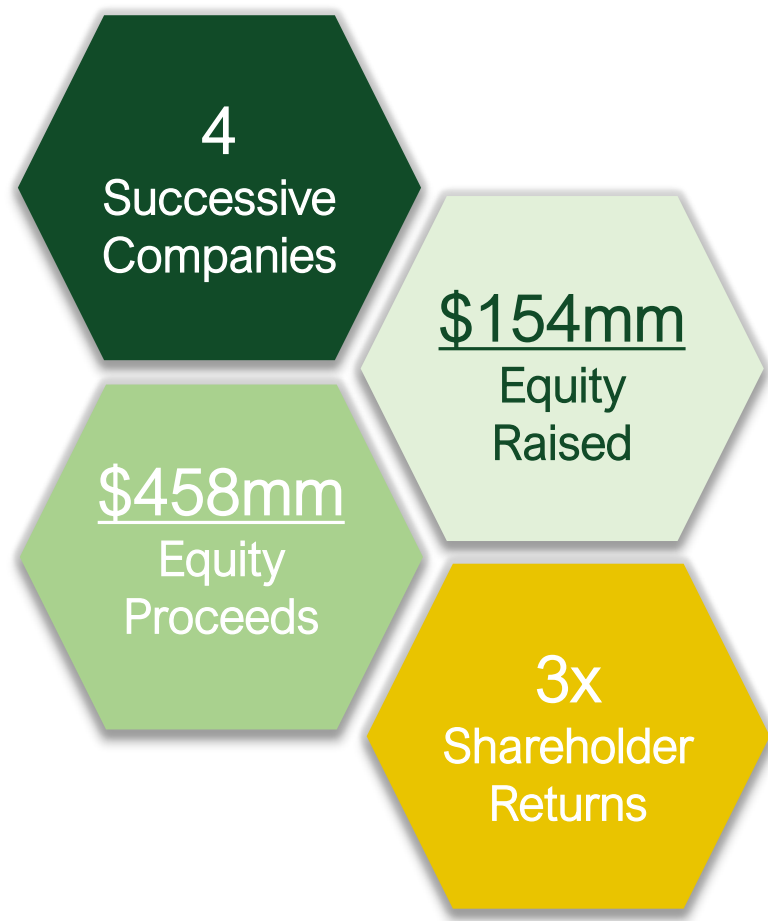 4
Successive
Companies
$154mm
Equity
Raised
$458mm
Equity
Proceeds
3x
Shareholder
Returns